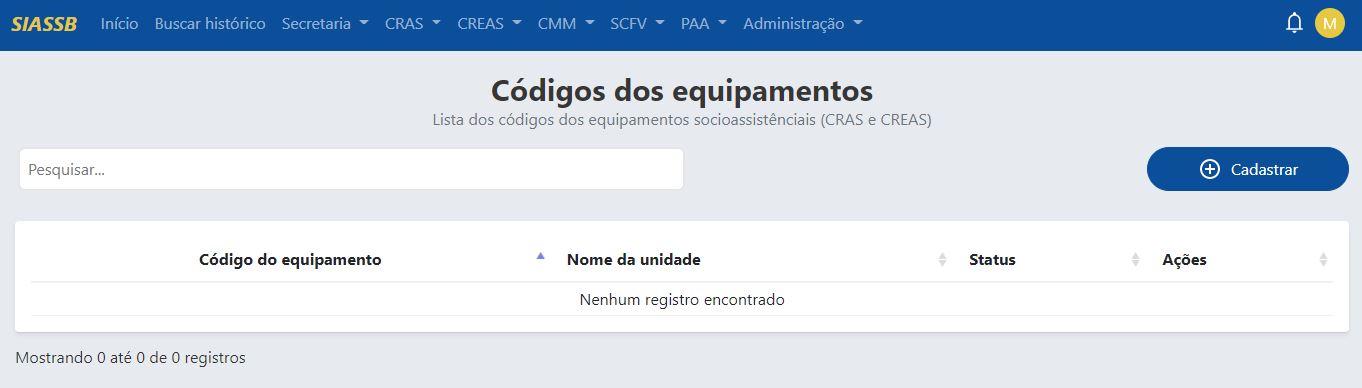 SIASSB Início Buscar histórico Secretaria CRAS CREAS CMM SCFV PAA Administração M
Códigos dos equipamentos
Lista dos códigos dos equipamentos socioassistênciais (CRAS e CREAS)
Pesquisar... Cadastrar
Código do equipamento Nome da unidade Status Ações
Nenhum registro encontrado
Mostrando 0 até 0 de 0 registros